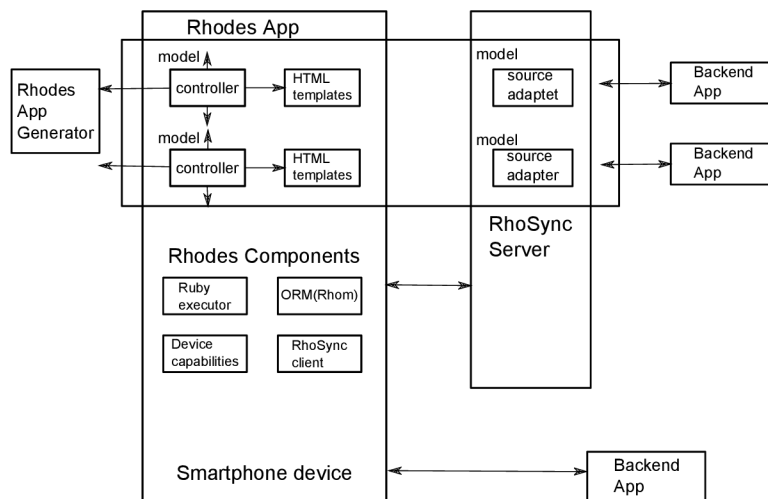 Rhodes App
model
controller
HTML
templates
model
controller
HTML
templates
Rhodes
App
Generator
model
source
adaptet
model
source
adapter
Backend
App
Backend
App
RhoSync
Server
Rhodes Components
Ruby
executor
ORM(Rhom)
Device
capabilities
RhoSync
client
Smartphone device
Backend
App